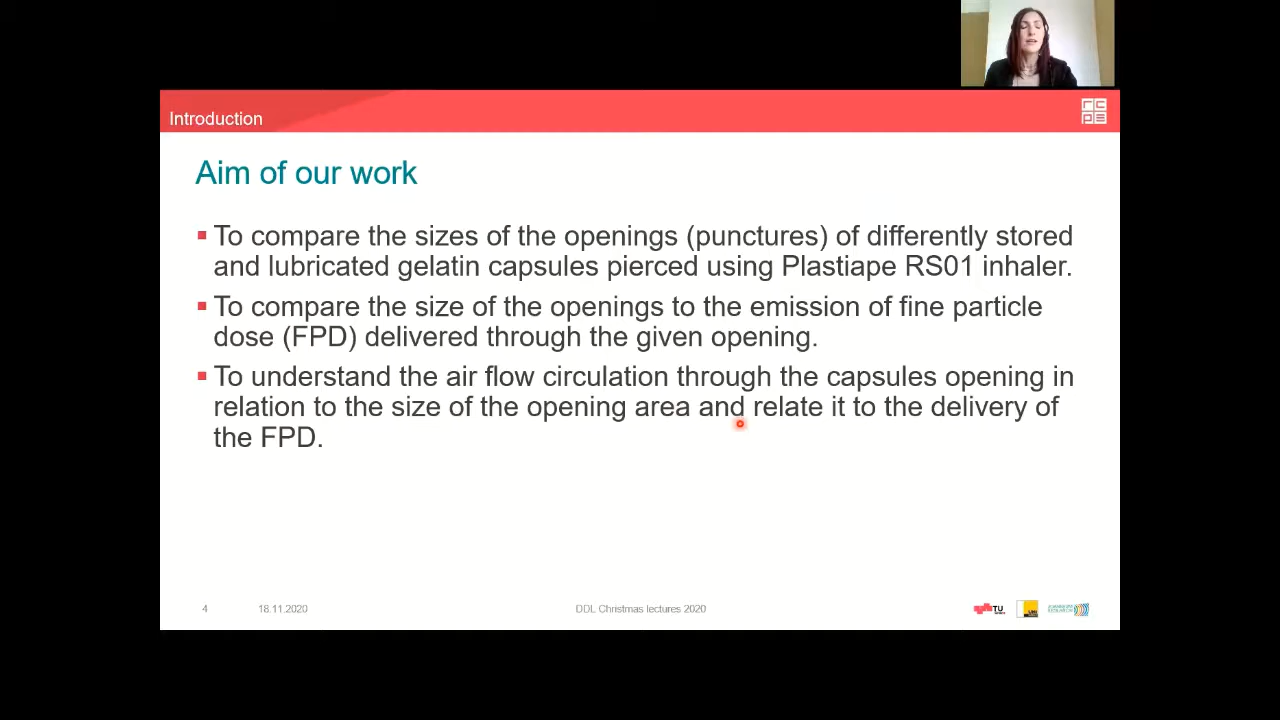 Introduction
Aim of our work
To compare the sizes of the openings (punctures) of differently stored
and lubricated gelatin capsules pierced using Plastiape RS01 inhaler.
To compare the size of the openings to the emission of fine particle
dose (FPD) delivered through the given opening.
To understand the air flow circulation through the capsules opening in
relation to the size of the opening area and relate it to the delivery of
the FPD.
4
18.11.2020
DDL Christmas lectures 2020
TU